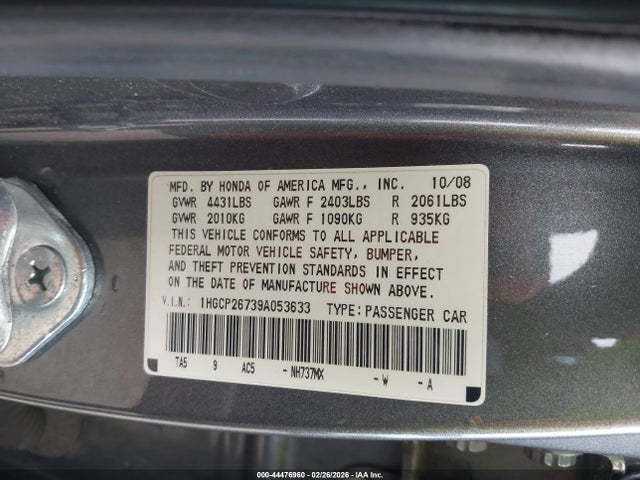 MFD. BY HONDA OF AMERICA MFG., INC. 10/08
GVWR 4431LBS GAWR F 2403LBS R 2061LBS
GVWR 2010KG GAWR F 1090KG R 935KG
THIS VEHICLE CONFORMS TO ALL APPLICABLE
FEDERAL MOTOR VEHICLE SAFETY, BUMPER,
AND THEFT PREVENTION STANDARDS IN EFFECT
ON THE DATE OF MANUFACTURE SHOWN ABOVE.
V.I.N.: 1HGCP26739A053633 TYPE: PASSENGER CAR
TA5 9 AC5 - NH737MX - W - A
000-44476960 - 02/26/2026 - COPYRIGHT IAA, Inc.